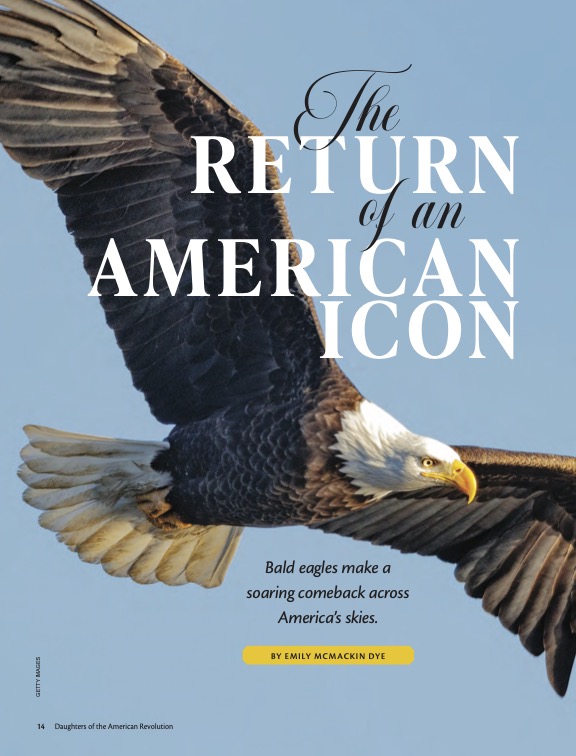 The
RETURN
of an
AMERICAN
ICON
Bald eagles make a
soaring comeback across
America's skies.
BY EMILY MCMACKIN DYE
GETTY IMAGES
14 Daughters of the American Revolution